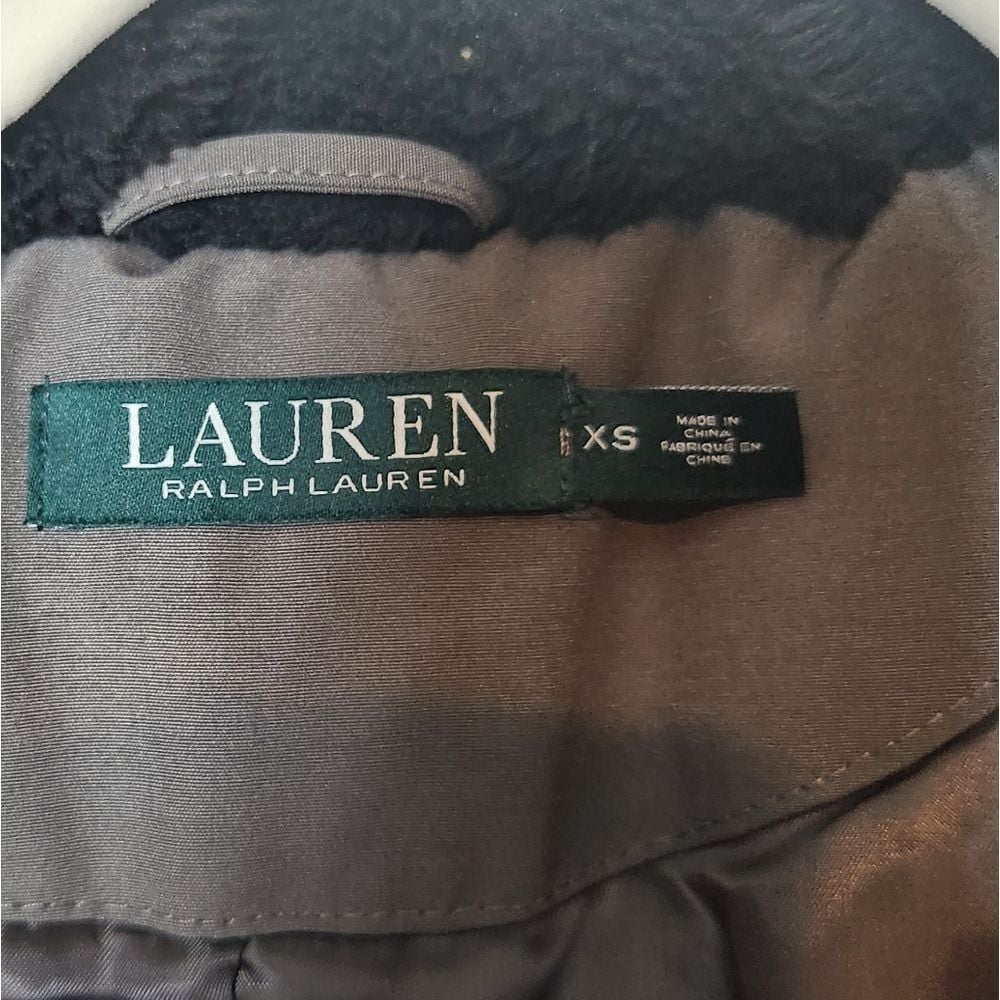 LAUREN
RALPH LAUREN
XS
MADE IN
CHINA
FABRIQUÉ EN
CHINE